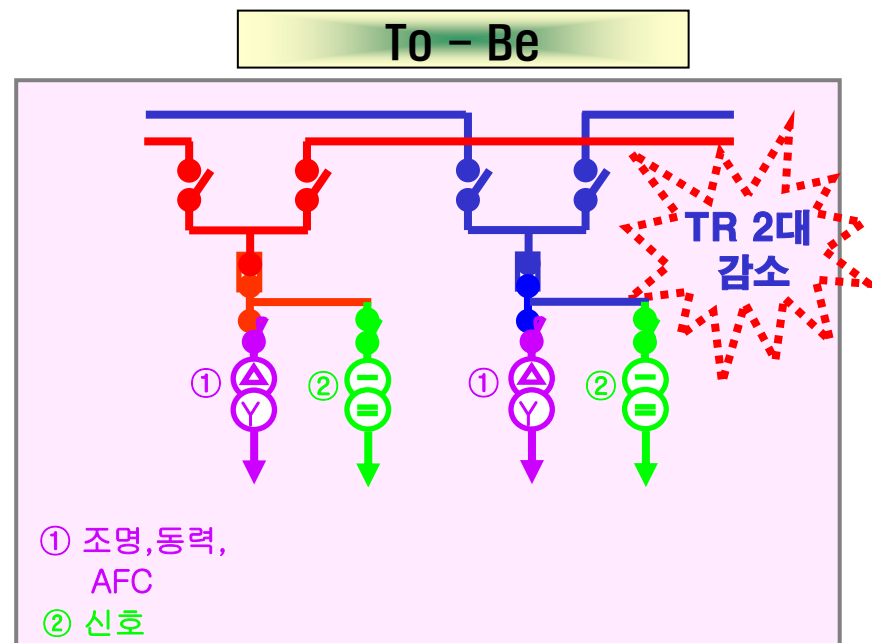 To – Be
TR 2대
감소
① ② ① ②
① 조명,동력,
AFC
② 신호